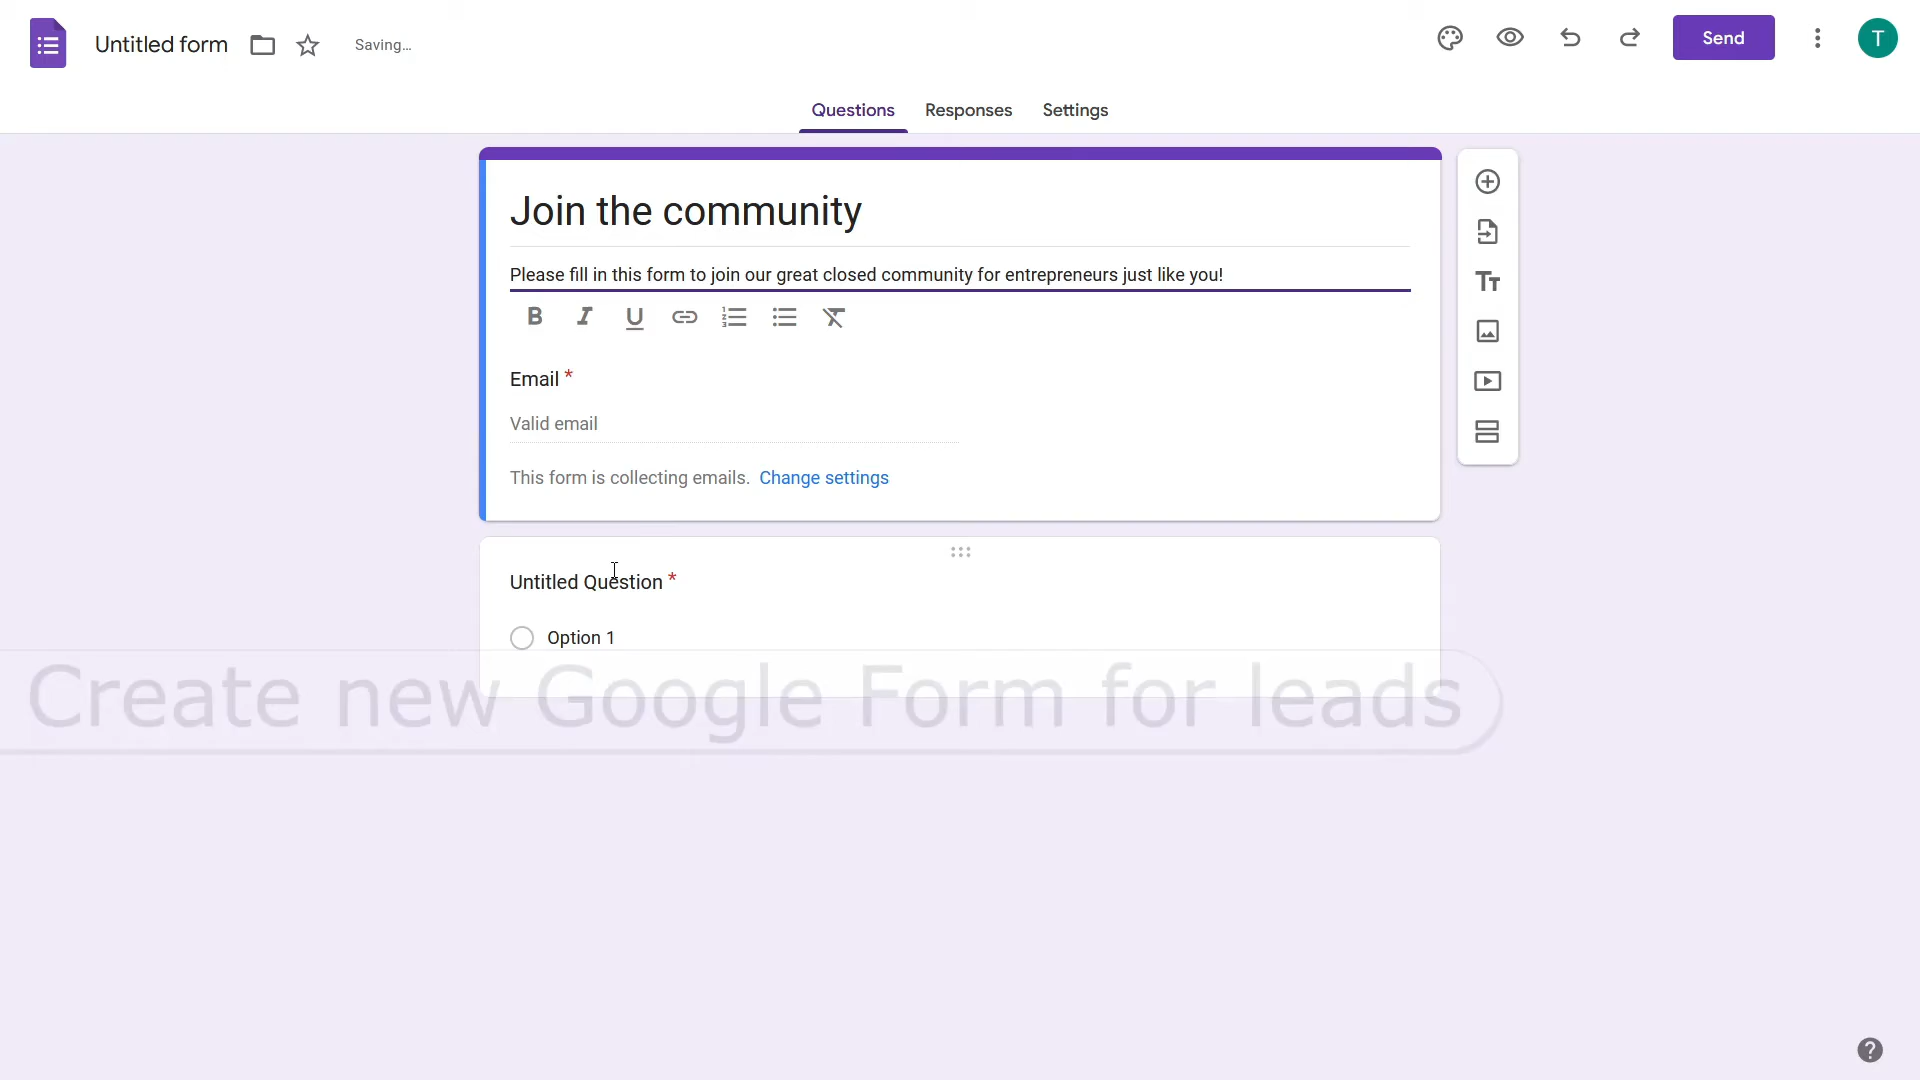 Untitled form
Saving...
Send
T
Questions
Responses
Settings
Join the community
Please fill in this form to join our great closed community for entrepreneurs just like you!
B I U
Tт
Email *
Valid email
This form is collecting emails. Change settings
Untitled Question *
Option 1
Create new Google Form for leads
?